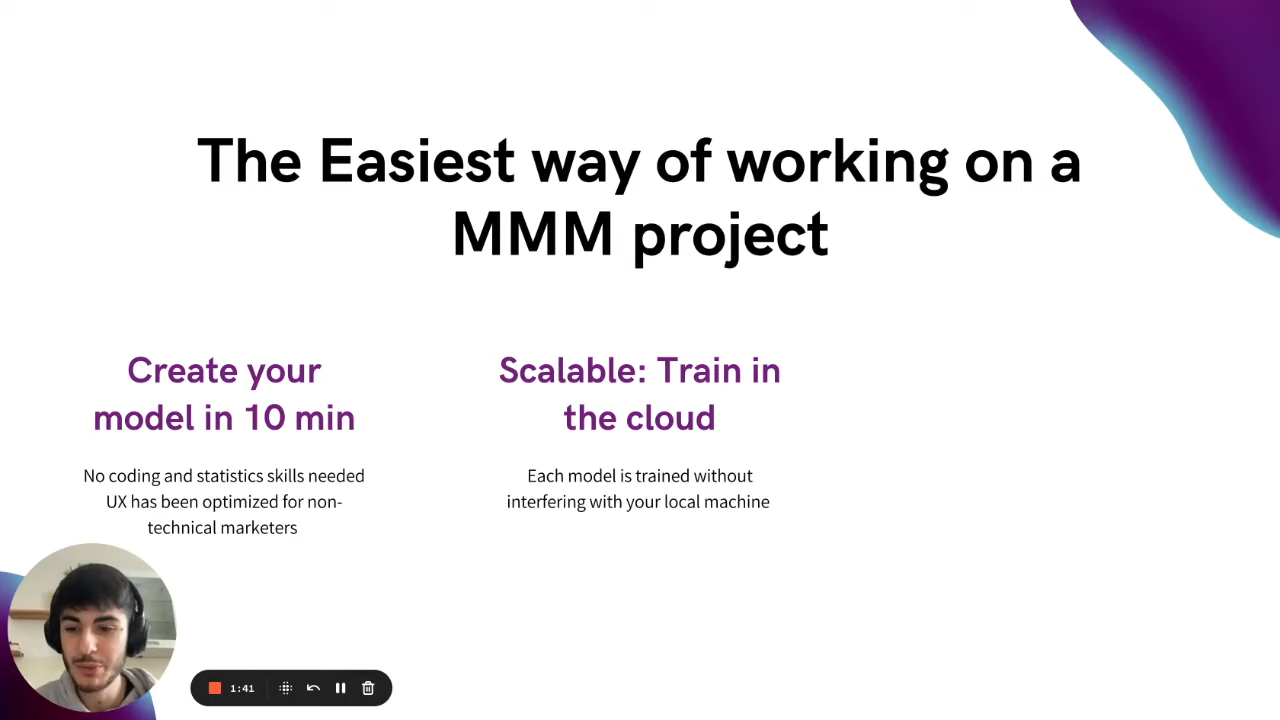 The Easiest way of working on a
MMM project
Create your
model in 10 min
No coding and statistics skills needed
UX has been optimized for non-
technical marketers
Scalable: Train in
the cloud
Each model is trained without
interfering with your local machine
1:41